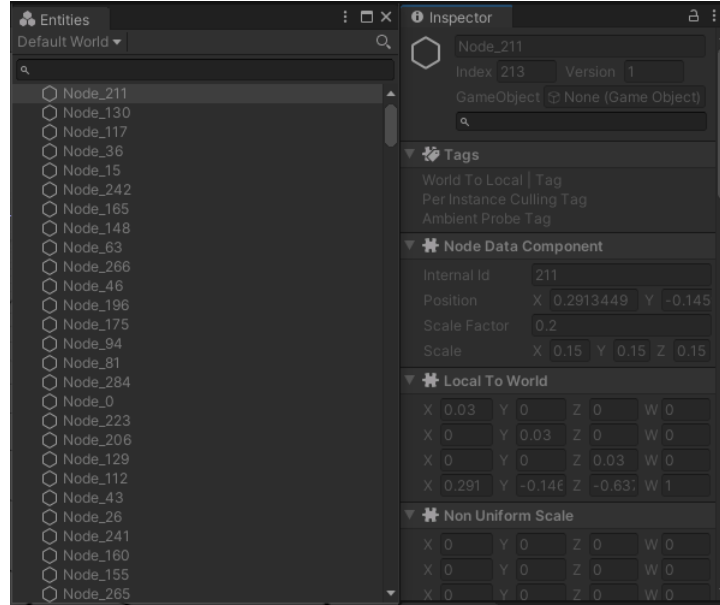 Entities
Default World
Node_211
Node_130
Node_117
Node_36
Node_15
Node_242
Node_165
Node_148
Node_63
Node_266
Node_46
Node_196
Node_175
Node_94
Node_81
Node_284
Node_0
Node_223
Node_206
Node_129
Node_112
Node_43
Node_26
Node_241
Node_160
Node_155
Node_265
Inspector
Node_211
Index 213 Version 1
GameObject None (Game Object)
Tags
World To Local | Tag
Per Instance Culling Tag
Ambient Probe Tag
Node Data Component
Internal Id 211
Position X 0.2913449 Y -0.145
Scale Factor 0.2
Scale X 0.15 Y 0.15 Z 0.15
Local To World
X 0.03 Y 0 Z 0 W 0
X 0 Y 0.03 Z 0 W 0
X 0 Y 0 Z 0.03 W 0
X 0.291 Y -0.146 Z -0.637 W 1
Non Uniform Scale
X 0 Y 0 Z 0 W 0
X 0 Y 0 Z 0 W 0
X 0 Y 0 Z 0 W 0